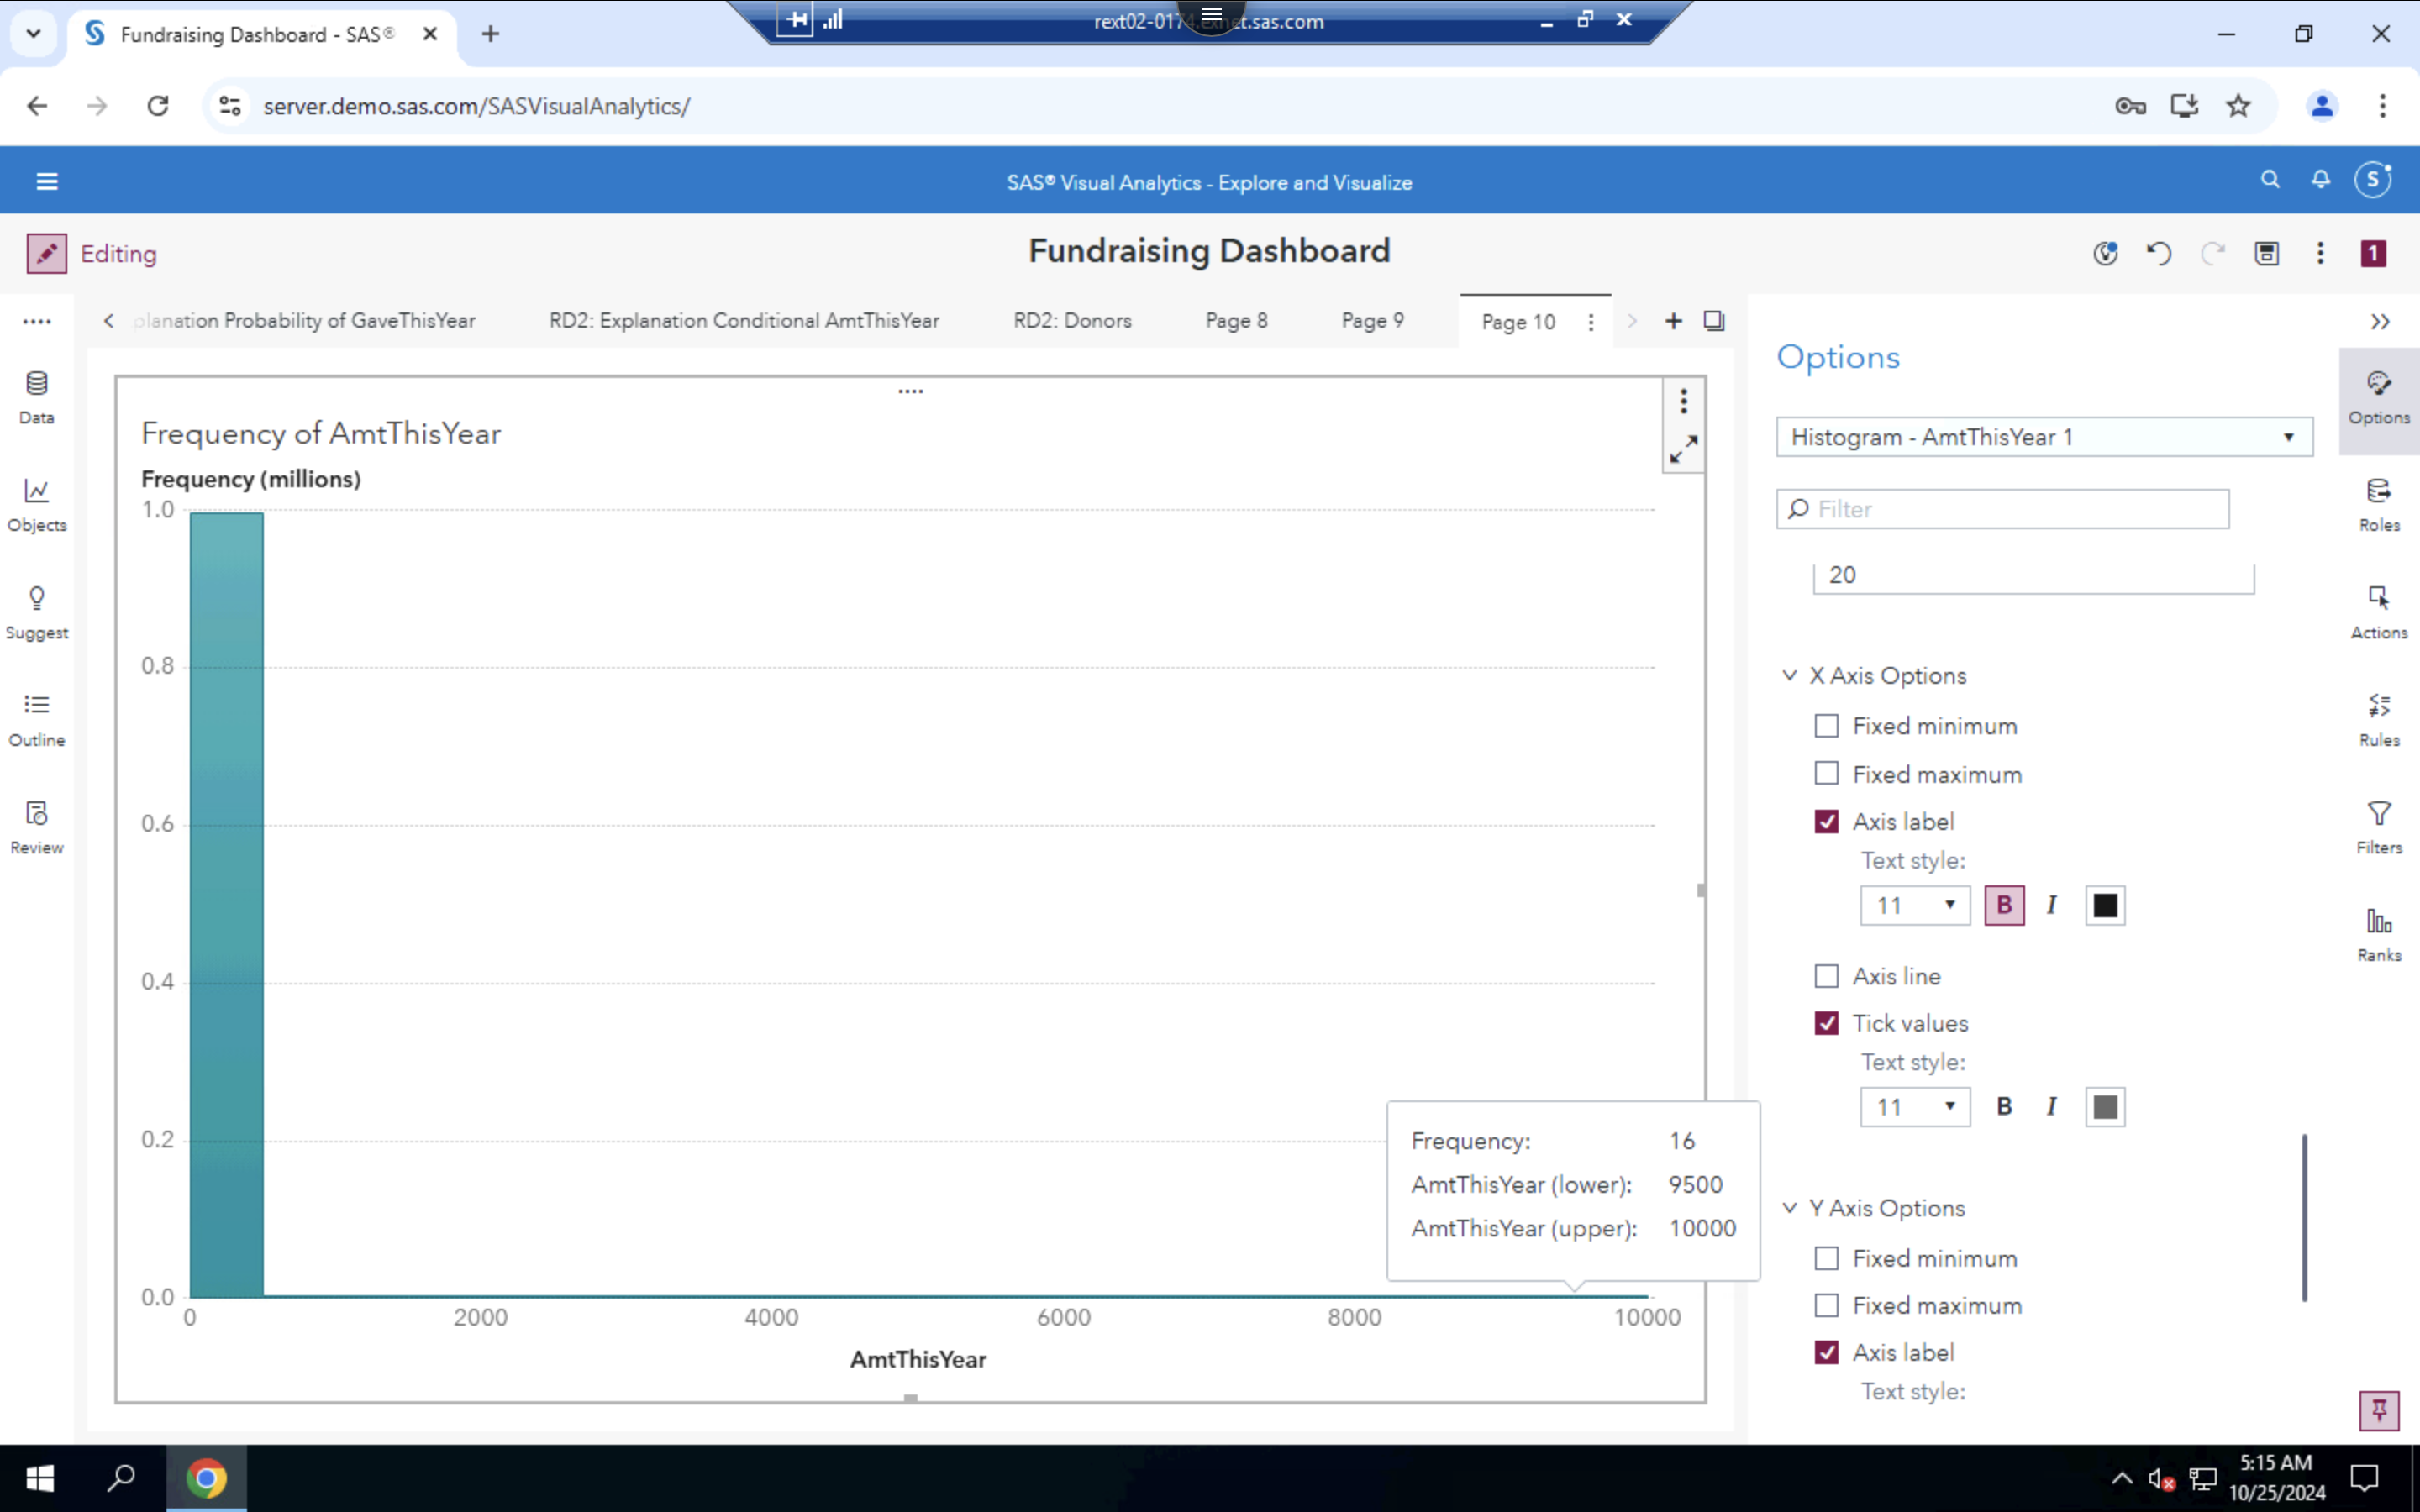 Fundraising Dashboard - SAS®
rext02-0174.exnet.sas.com
server.demo.sas.com/SASVisualAnalytics/
SAS® Visual Analytics - Explore and Visualize
S
Editing
Fundraising Dashboard
1
planation Probability of GaveThisYear
RD2: Explanation Conditional AmtThisYear
RD2: Donors
Page 8
Page 9
Page 10
Data
Objects
Suggest
Outline
Review
Frequency of AmtThisYear
Frequency (millions)
1.0
0.8
0.6
0.4
0.2
0.0
0
2000
4000
6000
8000
10000
AmtThisYear
Frequency: 16
AmtThisYear (lower): 9500
AmtThisYear (upper): 10000
Options
Histogram - AmtThisYear 1
Filter
20
X Axis Options
Fixed minimum
Fixed maximum
Axis label
Text style:
11 B I
Axis line
Tick values
Text style:
11 B I
Y Axis Options
Fixed minimum
Fixed maximum
Axis label
Text style:
Options
Roles
Actions
Rules
Filters
Ranks
5:15 AM
10/25/2024